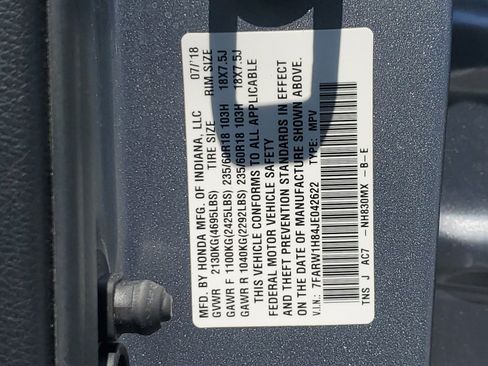 MFD. BY HONDA MFG. OF INDIANA, LLC 07/'18
GVWR 2130KG(4695LBS) TIRE SIZE RIM SIZE
GAWR F 1100KG(2425LBS) 235/60R18 103H 18X7.5J
GAWR R 1040KG(2292LBS) 235/60R18 103H 18X7.5J
THIS VEHICLE CONFORMS TO ALL APPLICABLE
FEDERAL MOTOR VEHICLE SAFETY
AND THEFT PREVENTION STANDARDS IN EFFECT
ON THE DATE OF MANUFACTURE SHOWN ABOVE.
V.I.N.: 7FARW1H84JE042622 TYPE: MPV
TNS J AC7 -NH830MX -B-E